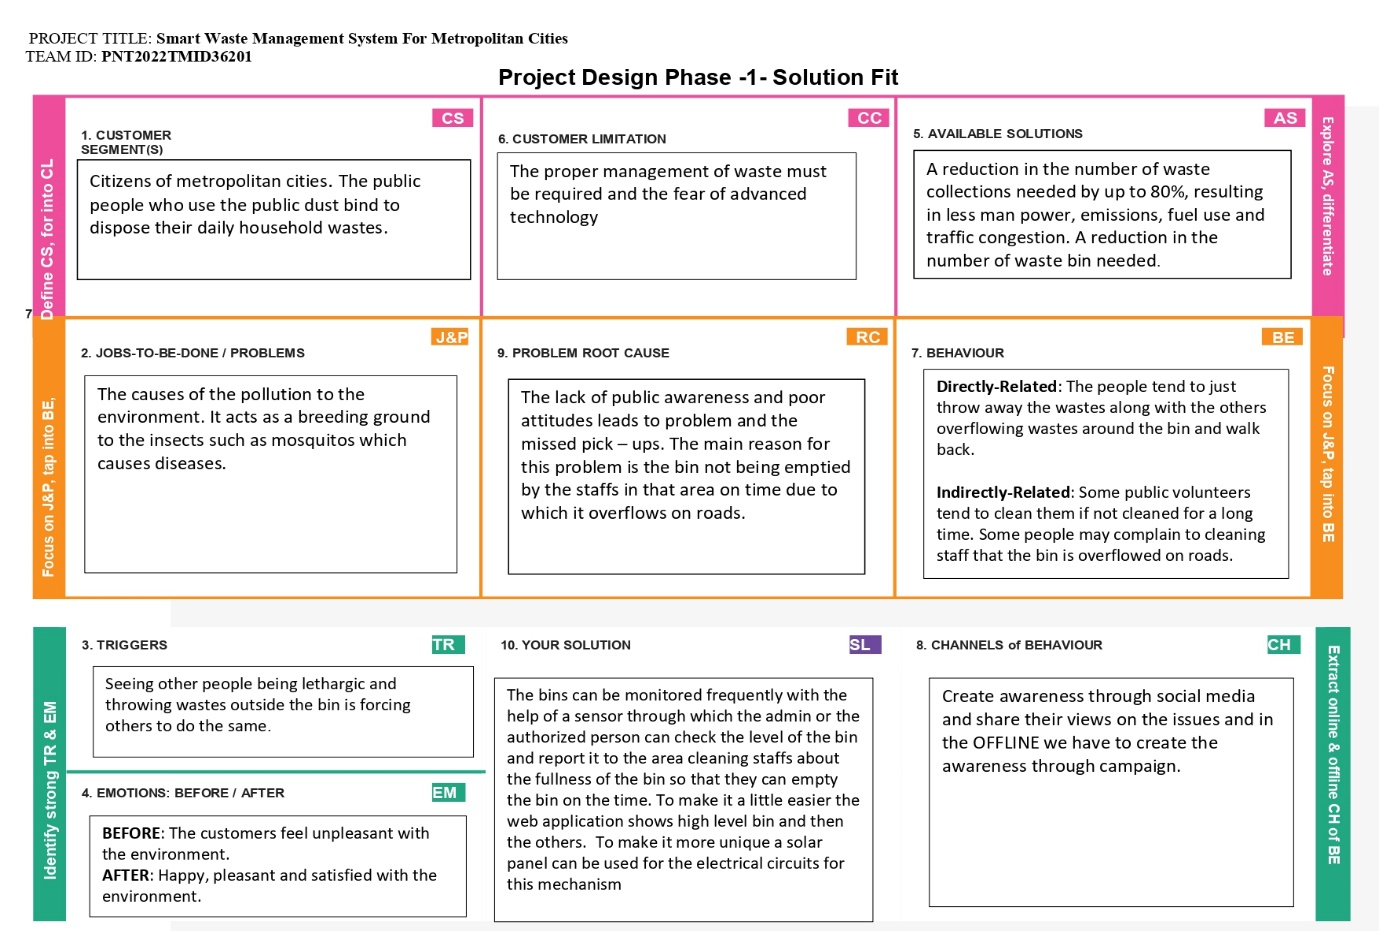 PROJECT TITLE: Smart Waste Management System For Metropolitan Cities
TEAM ID: PNT2022TMID36201
Project Design Phase -1- Solution Fit
Define CS, for into CL
CS
1. CUSTOMER
SEGMENT(S)
Citizens of metropolitan cities. The public
people who use the public dust bind to
dispose their daily household wastes.
CC
6. CUSTOMER LIMITATION
The proper management of waste must
be required and the fear of advanced
technology
AS
5. AVAILABLE SOLUTIONS
A reduction in the number of waste
collections needed by up to 80%, resulting
in less man power, emissions, fuel use and
traffic congestion. A reduction in the
number of waste bin needed.
Explore AS, differentiate
7
Focus on J&P, tap into BE,
J&P
2. JOBS-TO-BE-DONE / PROBLEMS
The causes of the pollution to the
environment. It acts as a breeding ground
to the insects such as mosquitos which
causes diseases.
RC
9. PROBLEM ROOT CAUSE
The lack of public awareness and poor
attitudes leads to problem and the
missed pick – ups. The main reason for
this problem is the bin not being emptied
by the staffs in that area on time due to
which it overflows on roads.
BE
7. BEHAVIOUR
Directly-Related: The people tend to just
throw away the wastes along with the others
overflowing wastes around the bin and walk
back.
Indirectly-Related: Some public volunteers
tend to clean them if not cleaned for a long
time. Some people may complain to cleaning
staff that the bin is overflowed on roads.
Focus on J&P, tap into BE
Identify strong TR & EM
3. TRIGGERS
TR
Seeing other people being lethargic and
throwing wastes outside the bin is forcing
others to do the same.
4. EMOTIONS: BEFORE / AFTER
EM
BEFORE: The customers feel unpleasant with
the environment.
AFTER: Happy, pleasant and satisfied with the
environment.
10. YOUR SOLUTION
SL
The bins can be monitored frequently with the
help of a sensor through which the admin or the
authorized person can check the level of the bin
and report it to the area cleaning staffs about
the fullness of the bin so that they can empty
the bin on the time. To make it a little easier the
web application shows high level bin and then
the others.  To make it more unique a solar
panel can be used for the electrical circuits for
this mechanism
8. CHANNELS of BEHAVIOUR
CH
Create awareness through social media
and share their views on the issues and in
the OFFLINE we have to create the
awareness through campaign.
Extract online & offline CH of BE